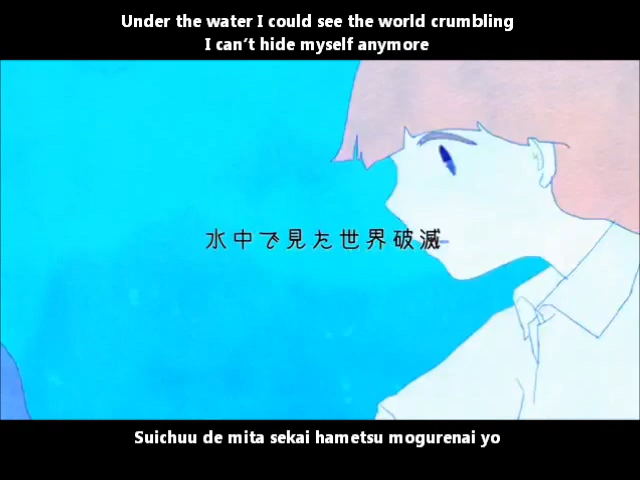 Under the water I could see the world crumbling
I can't hide myself anymore
水中で見た世界破滅
Suichuu de mita sekai hametsu mogurenai yo